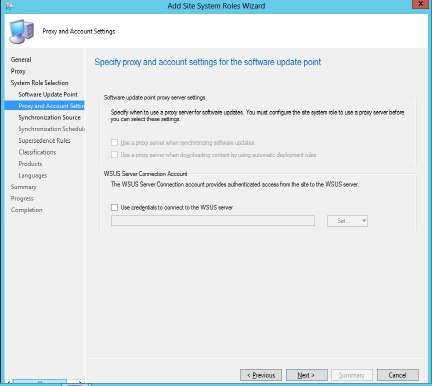 Add Site System Roles Wizard
Proxy and Account Settings
General
Proxy
System Role Selection
Software Update Point
Proxy and Account Settin
Synchronization Source
Synchronization Schedul
Supersedence Rules
Classifications
Products
Languages
Summary
Progress
Completion
Specify proxy and account settings for the software update point
Software update point proxy server settings
Specify when to use a proxy server for software updates. You must configure the site system role to use a proxy server before
you can select these settings.
Use a proxy server when synchronizing software updates
Use a proxy server when downloading content by using automatic deployment rules
WSUS Server Connection Account
The WSUS Server Connection account provides authenticated access from the site to the WSUS server.
Use credentials to connect to the WSUS server
Set...
< Previous
Next >
Summary
Cancel